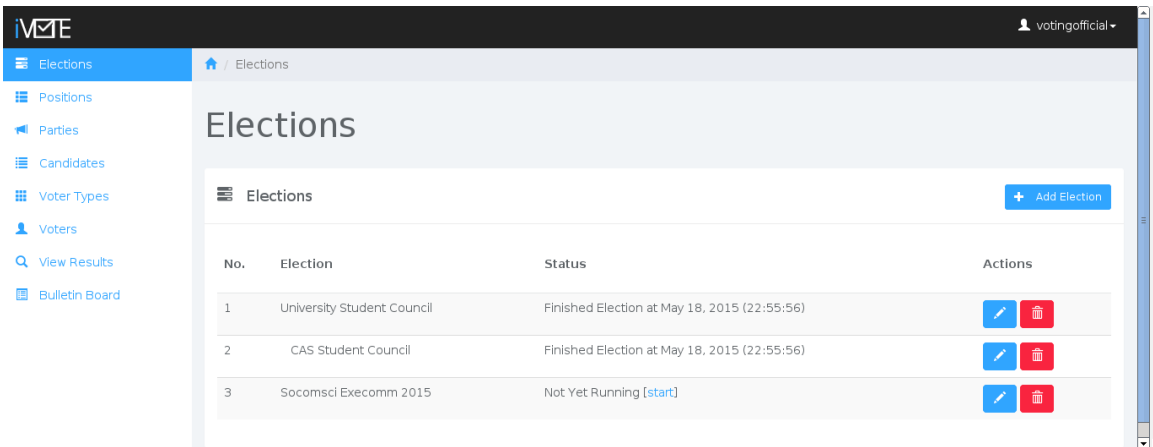 iVOTE
votingofficial
Elections
/ Elections
Positions
Parties
Candidates
Voter Types
Voters
View Results
Bulletin Board
Elections
Elections
Add Election
No. Election Status Actions
1 University Student Council Finished Election at May 18, 2015 (22:55:56)
2 CAS Student Council Finished Election at May 18, 2015 (22:55:56)
3 Socomsci Execomm 2015 Not Yet Running [start]